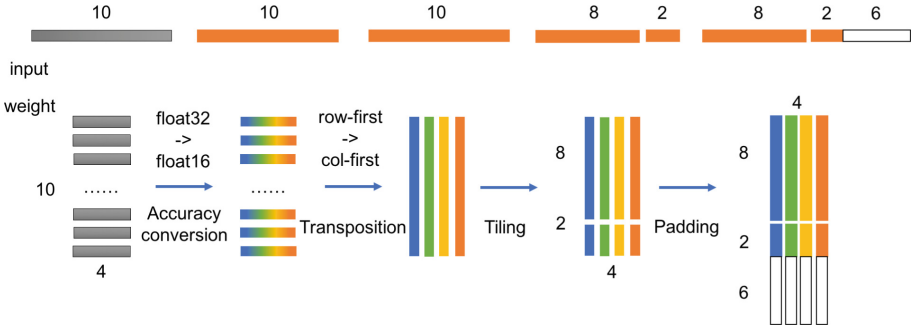 10
10
10
8
2
8
2
6
input
weight
10
......
4
float32
->
float16
Accuracy
conversion
......
row-first
->
col-first
Transposition
Tiling
8
2
4
Padding
4
8
2
6